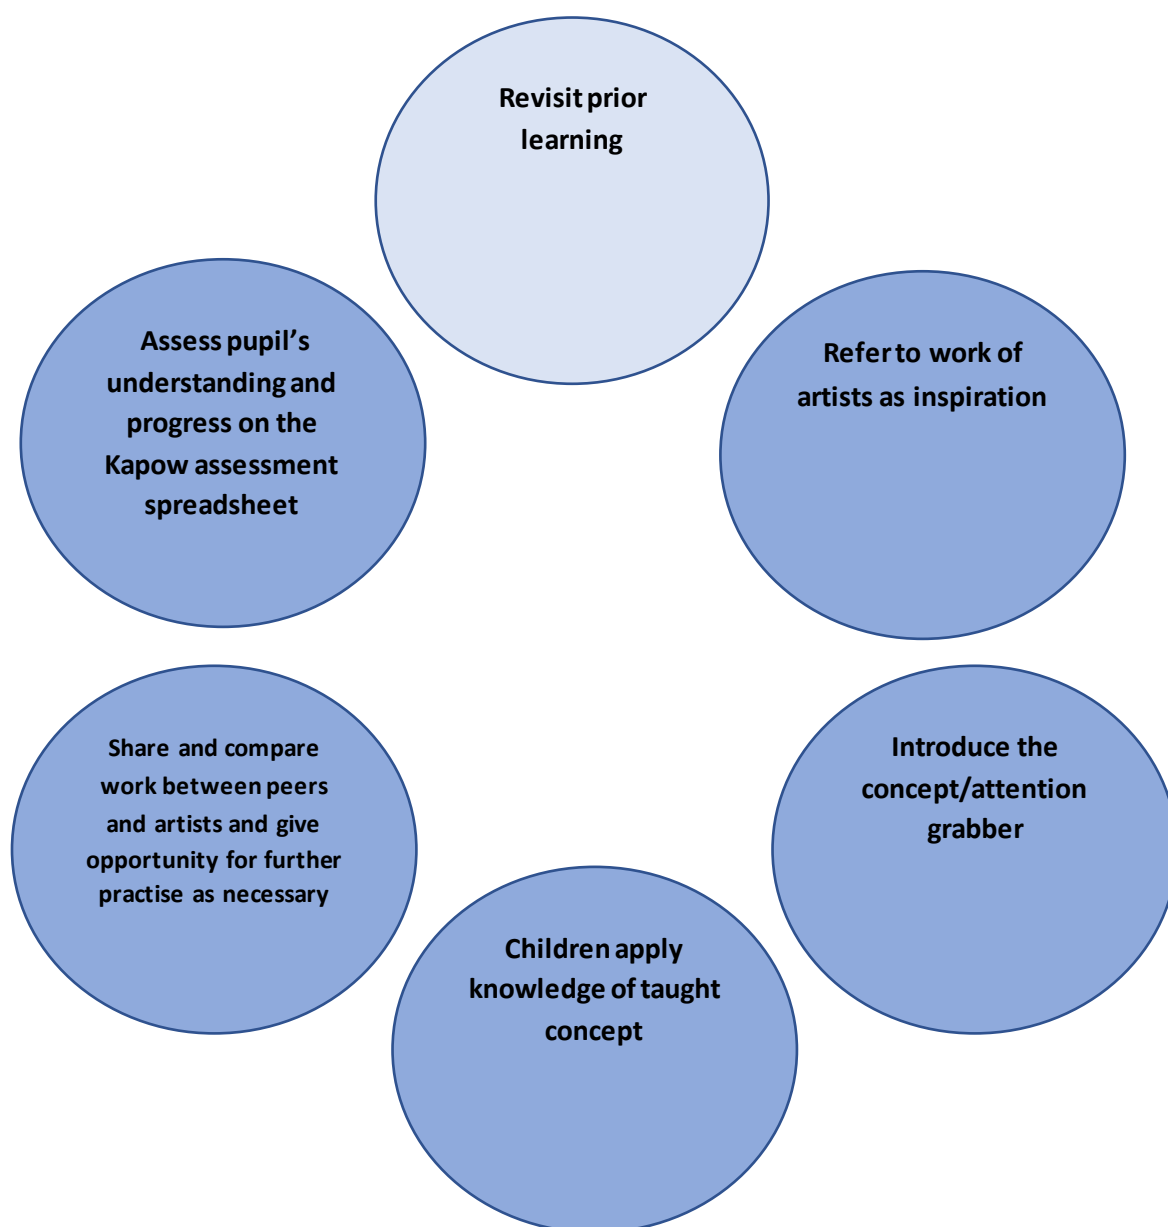 Revisit prior
learning
Refer to work of
artists as inspiration
Introduce the
concept/attention
grabber
Children apply
knowledge of taught
concept
Share and compare
work between peers
and artists and give
opportunity for further
practise as necessary
Assess pupil’s
understanding and
progress on the
Kapow assessment
spreadsheet